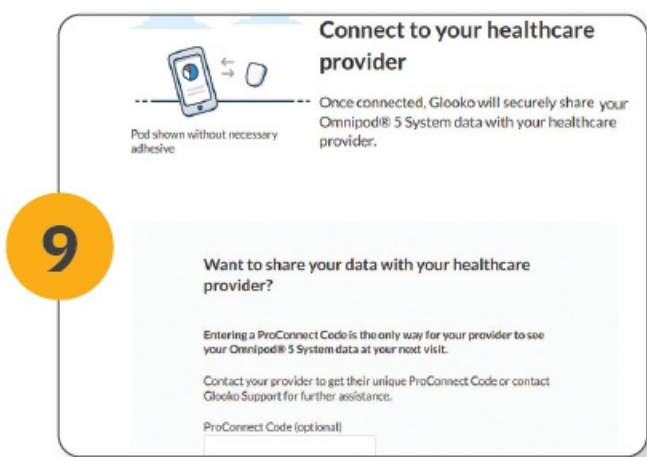 Connect to your healthcare
provider
Once connected, Glooko will securely share your
Omnipod® 5 System data with your healthcare
provider.
Pod shown without necessary
adhesive
9
Want to share your data with your healthcare
provider?
Entering a ProConnect Code is the only way for your provider to see
your Omnipod® 5 System data at your next visit.
Contact your provider to get their unique ProConnect Code or contact
Glooko Support for further assistance.
ProConnect Code (optional)